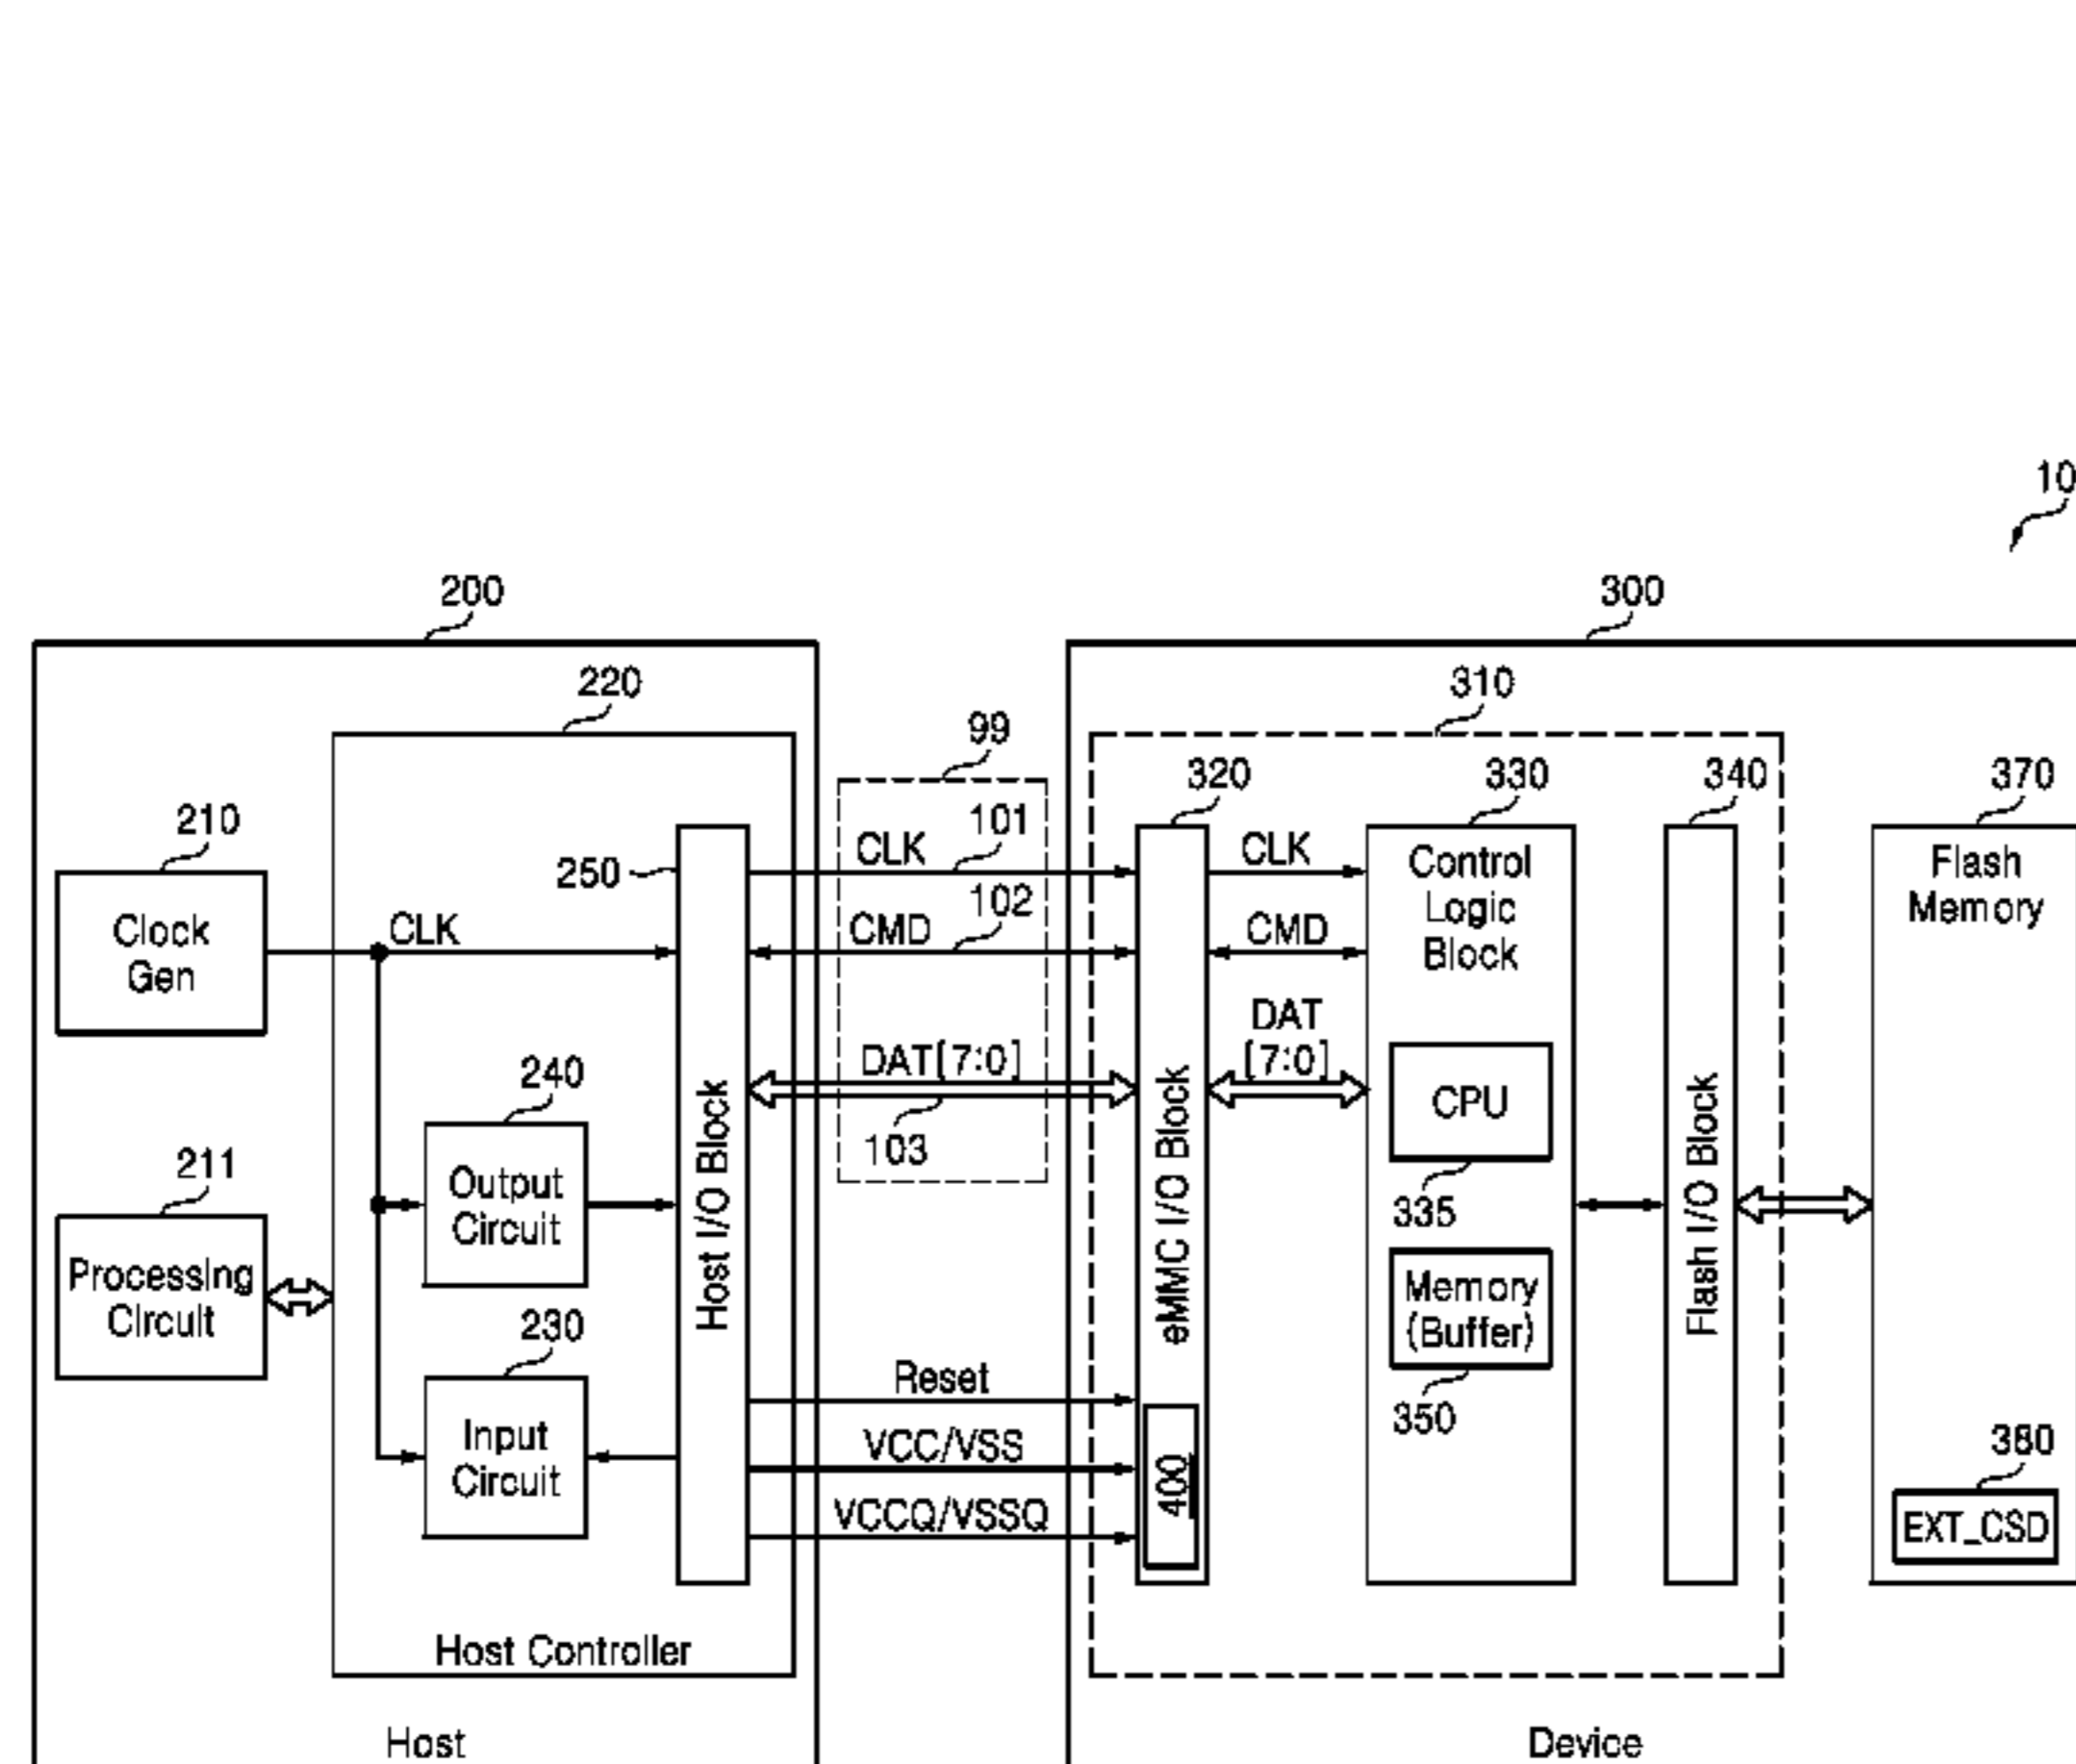 10
200
300
220
310
99
320
330
340
370
210
101
250
CLK
CLK
Control
Logic
Block
Flash
Memory
102
Clock
Gen
CLK
CMD
CMD
DAT
[7:0]
DAT[7:0]
240
CPU
103
211
Output
Circuit
Host I/O Block
eMMC I/O Block
335
Flash I/O Block
Processing
Circuit
Memory
(Buffer)
230
Reset
350
Input
Circuit
VCC/VSS
400
380
VCCQ/VSSQ
EXT_CSD
Host Controller
Host
Device